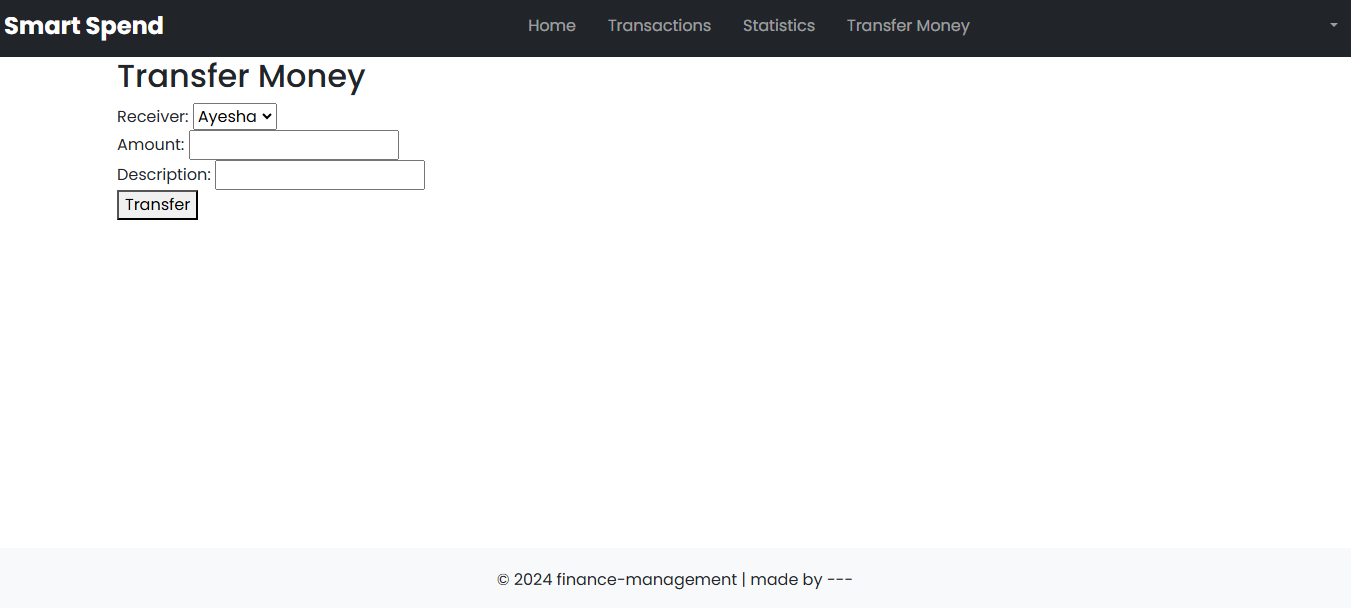 Smart Spend Home Transactions Statistics Transfer Money
Transfer Money
Receiver: Ayesha
Amount:
Description:
Transfer
© 2024 finance-management | made by ---